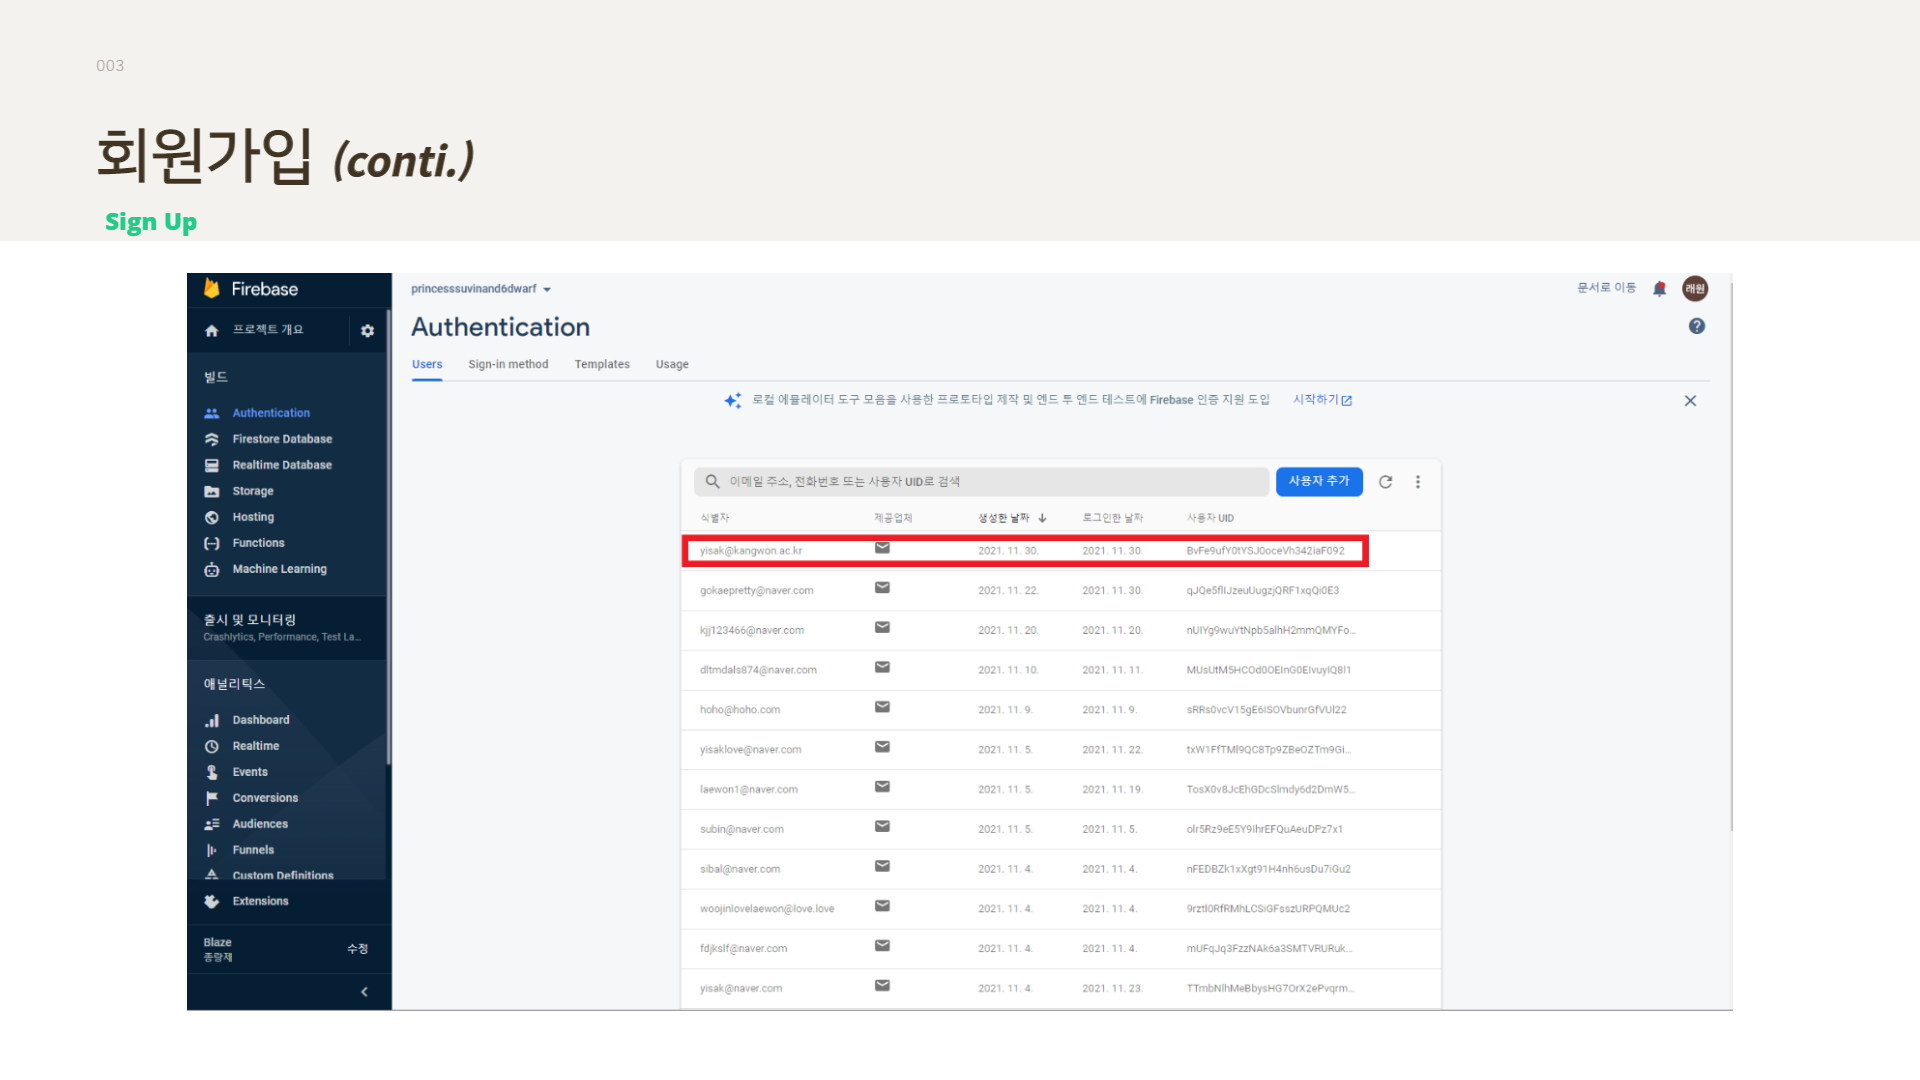 003
회원가입 (conti.)
Sign Up
Firebase
프로젝트 개요
빌드
Authentication
Firestore Database
Realtime Database
Storage
Hosting
Functions
Machine Learning
출시 및 모니터링
Crashlytics, Performance, Test La...
애널리틱스
Dashboard
Realtime
Events
Conversions
Audiences
Funnels
Custom Definitions
Extensions
Blaze
종량제
수정
princesssuvinand6dwarf
문서로 이동
래원
Authentication
Users Sign-in method Templates Usage
로컬 에뮬레이터 도구 모음을 사용한 프로토타입 제작 및 엔드 투 엔드 테스트에 Firebase 인증 지원 도입 시작하기
이메일 주소, 전화번호 또는 사용자 UID로 검색 사용자 추가
식별자 제공업체 생성한 날짜 로그인한 날짜 사용자 UID
yisak@kangwon.ac.kr 2021. 11. 30. 2021. 11. 30.
gokaepretty@naver.com 2021. 11. 22. 2021. 11. 30.
kjj123466@naver.com 2021. 11. 20. 2021. 11. 20.
dltmdals874@naver.com 2021. 11. 10. 2021. 11. 11.
hoho@hoho.com 2021. 11. 9. 2021. 11. 9.
yisaklove@naver.com 2021. 11. 5. 2021. 11. 22.
laewon1@naver.com 2021. 11. 5. 2021. 11. 19.
subin@naver.com 2021. 11. 5. 2021. 11. 5.
sibal@naver.com 2021. 11. 4. 2021. 11. 4.
woojinlovelaewon@love.love 2021. 11. 4. 2021. 11. 4.
fdjkslf@naver.com 2021. 11. 4. 2021. 11. 4.
yisak@naver.com 2021. 11. 4. 2021. 11. 23.